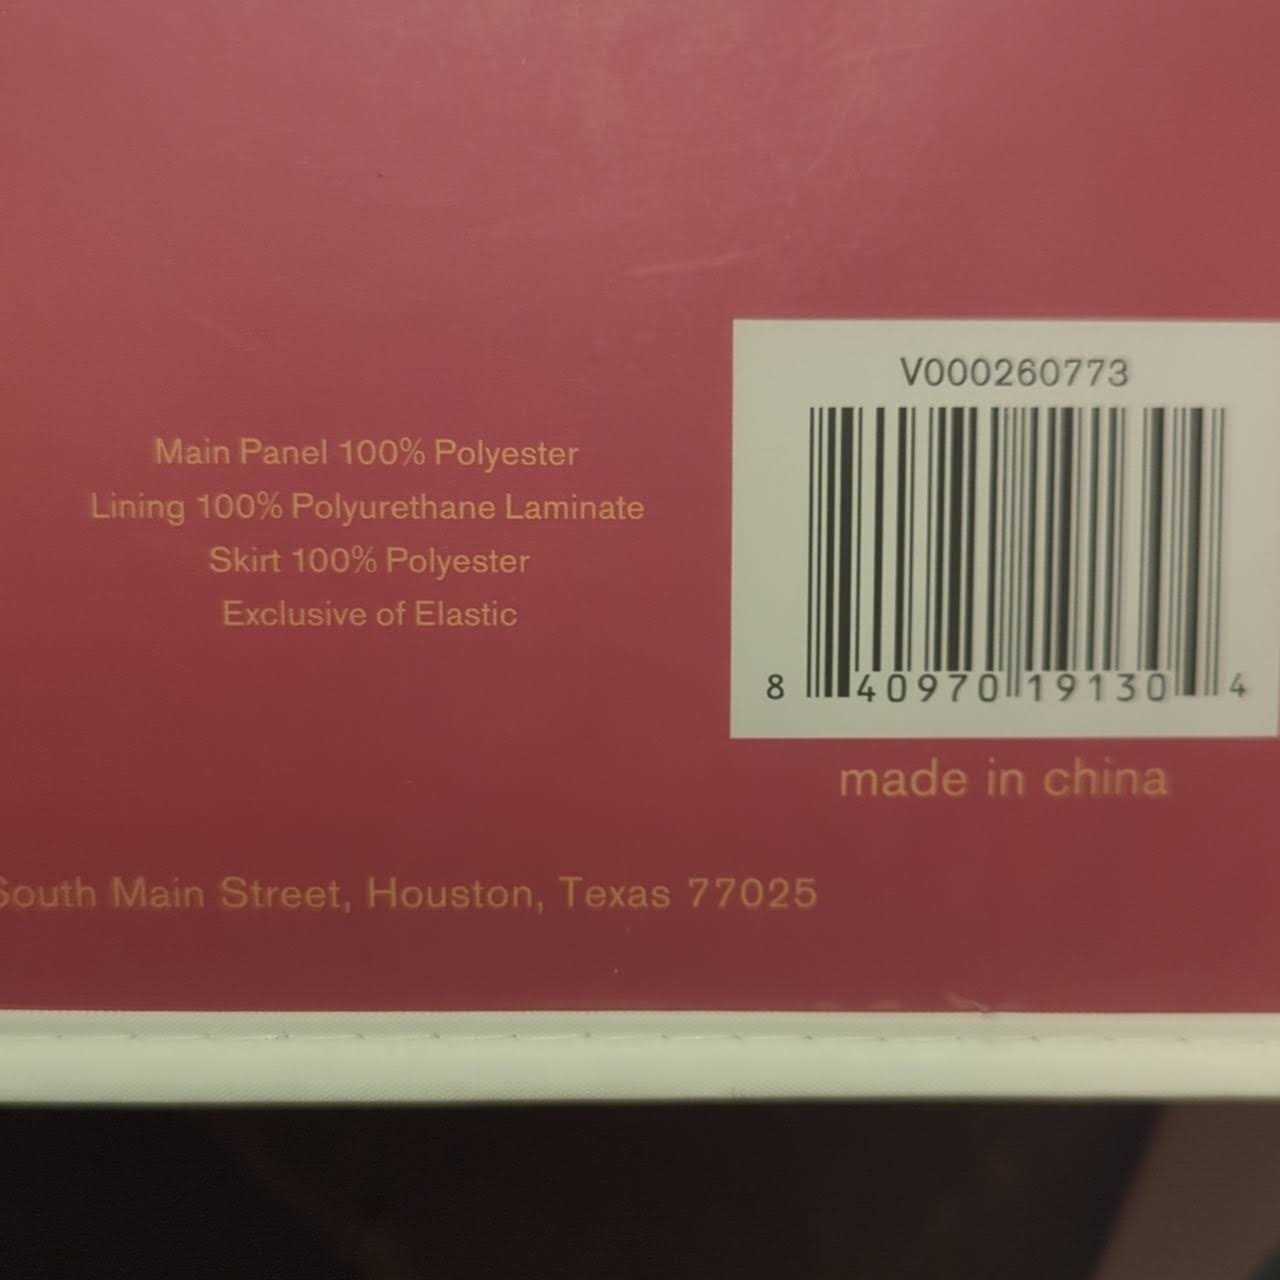 V000260773
Main Panel 100% Polyester
Lining 100% Polyurethane Laminate
Skirt 100% Polyester
Exclusive of Elastic
8 40970 19130 4
made in china
South Main Street, Houston, Texas 77025